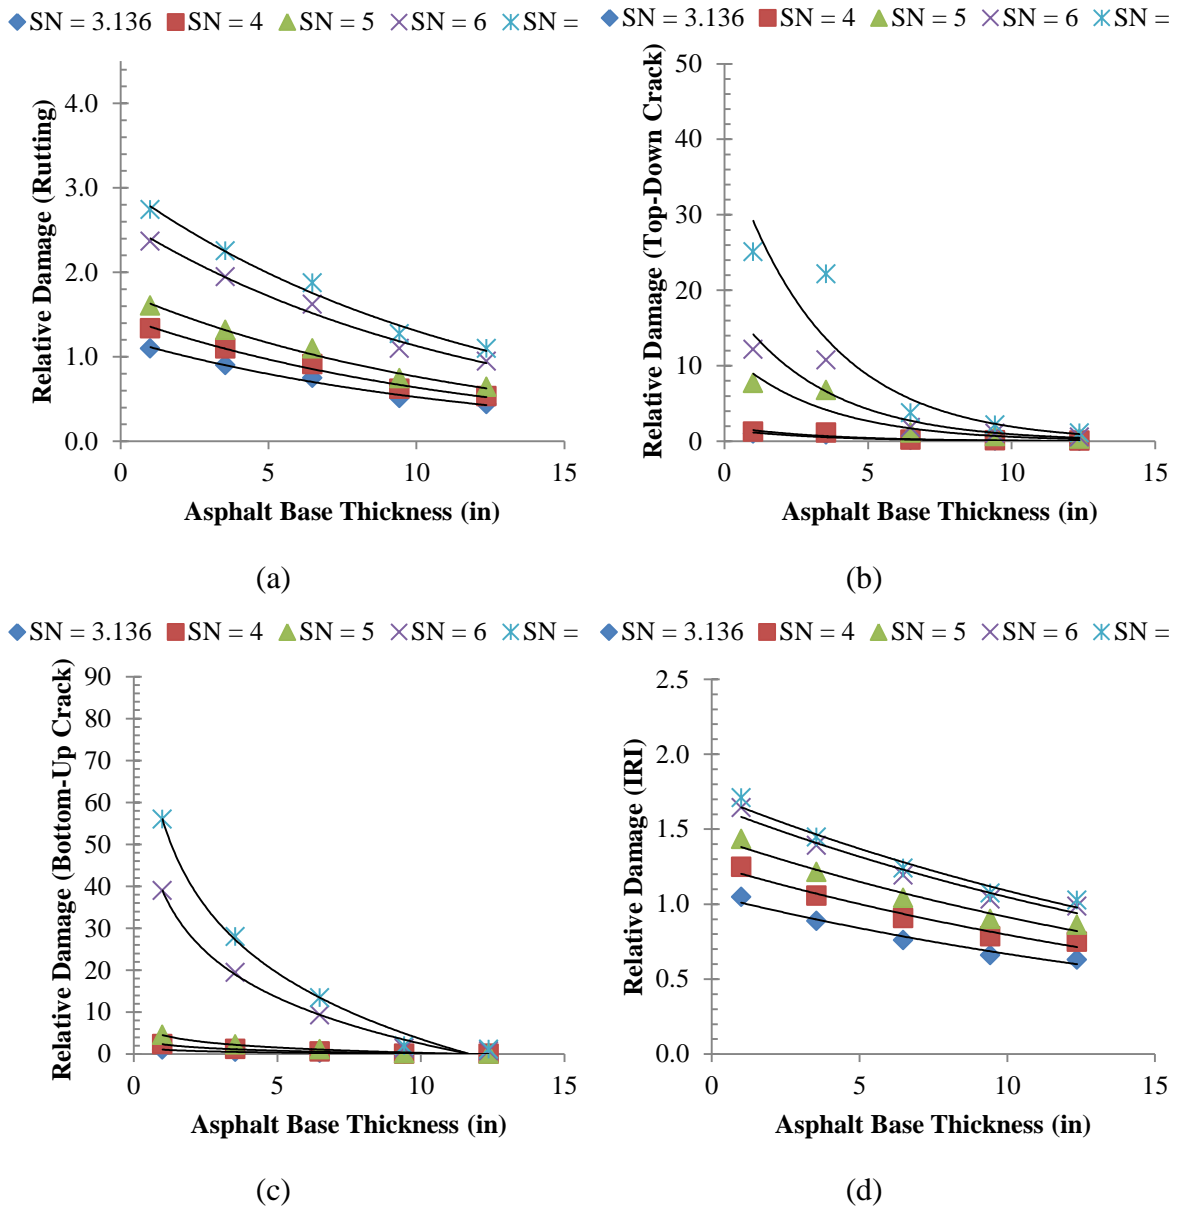 SN = 3.136 SN = 4 SN = 5 SN = 6 SN =
Relative Damage (Rutting)
4.0
3.0
2.0
1.0
0.0
0 5 10 15
Asphalt Base Thickness (in)
(a)
SN = 3.136 SN = 4 SN = 5 SN = 6 SN =
Relative Damage (Top-Down Crack)
50
40
30
20
10
0
0 5 10 15
Asphalt Base Thickness (in)
(b)
SN = 3.136 SN = 4 SN = 5 SN = 6 SN =
Relative Damage (Bottom-Up Crack)
90
80
70
60
50
40
30
20
10
0
0 5 10 15
Asphalt Base Thickness (in)
(c)
SN = 3.136 SN = 4 SN = 5 SN = 6 SN =
Relative Damage (IRI)
2.5
2.0
1.5
1.0
0.5
0.0
0 5 10 15
Asphalt Base Thickness (in)
(d)